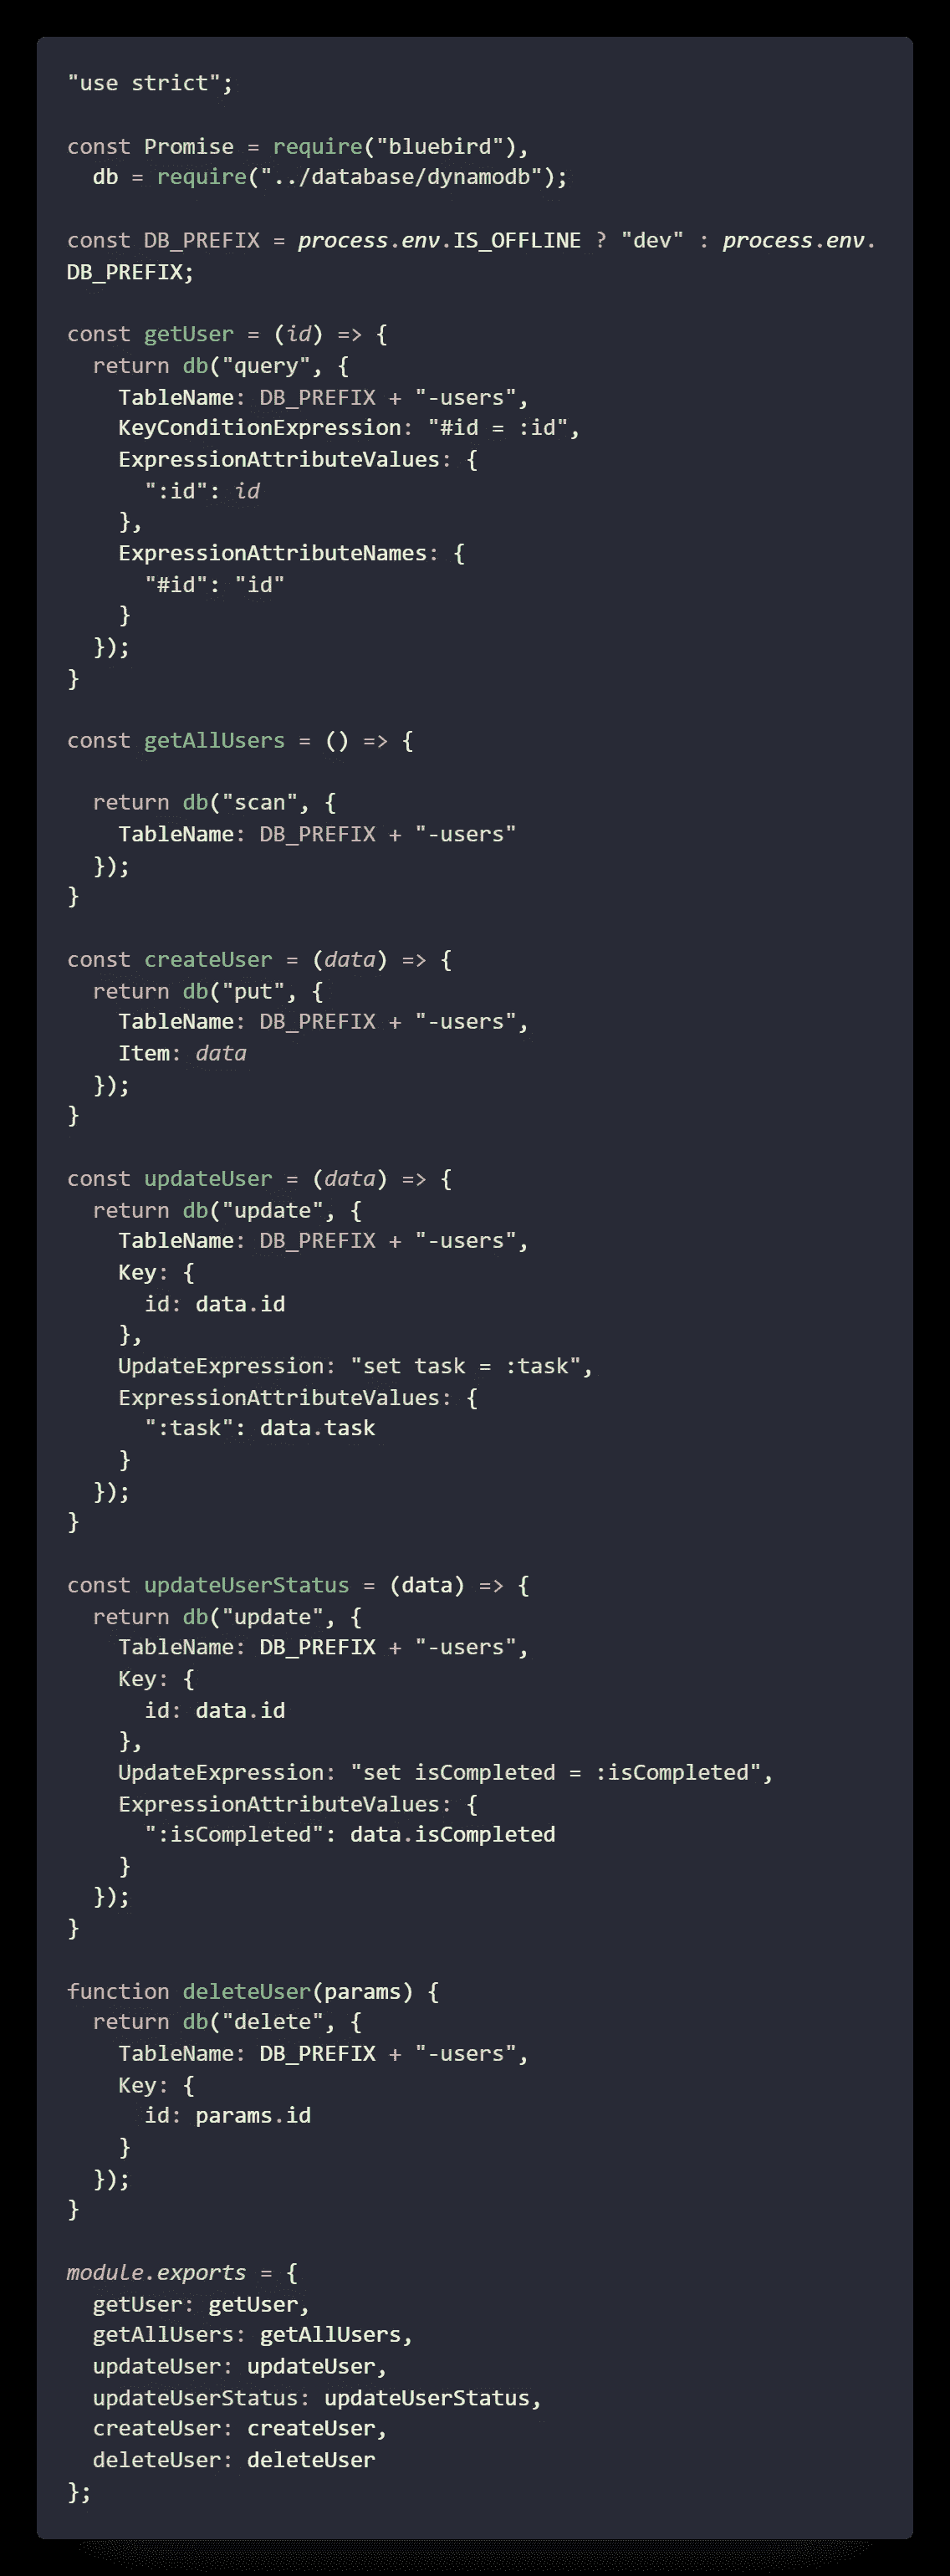 "use strict";

const Promise = require("bluebird"),
  db = require("../database/dynamodb");

const DB_PREFIX = process.env.IS_OFFLINE ? "dev" : process.env.
DB_PREFIX;

const getUser = (id) => {
  return db("query", {
    TableName: DB_PREFIX + "-users",
    KeyConditionExpression: "#id = :id",
    ExpressionAttributeValues: {
      ":id": id
    },
    ExpressionAttributeNames: {
      "#id": "id"
    }
  });
}

const getAllUsers = () => {

  return db("scan", {
    TableName: DB_PREFIX + "-users"
  });
}

const createUser = (data) => {
  return db("put", {
    TableName: DB_PREFIX + "-users",
    Item: data
  });
}

const updateUser = (data) => {
  return db("update", {
    TableName: DB_PREFIX + "-users",
    Key: {
      id: data.id
    },
    UpdateExpression: "set task = :task",
    ExpressionAttributeValues: {
      ":task": data.task
    }
  });
}

const updateUserStatus = (data) => {
  return db("update", {
    TableName: DB_PREFIX + "-users",
    Key: {
      id: data.id
    },
    UpdateExpression: "set isCompleted = :isCompleted",
    ExpressionAttributeValues: {
      ":isCompleted": data.isCompleted
    }
  });
}

function deleteUser(params) {
  return db("delete", {
    TableName: DB_PREFIX + "-users",
    Key: {
      id: params.id
    }
  });
}

module.exports = {
  getUser: getUser,
  getAllUsers: getAllUsers,
  updateUser: updateUser,
  updateUserStatus: updateUserStatus,
  createUser: createUser,
  deleteUser: deleteUser
};